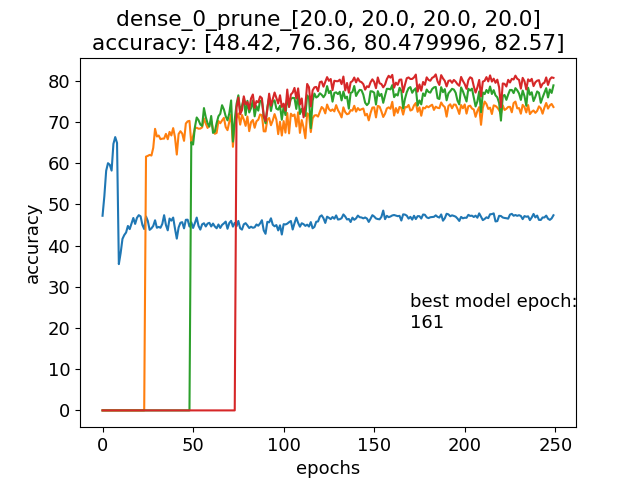 dense_0_prune_[20.0, 20.0, 20.0, 20.0]
accuracy: [48.42, 76.36, 80.479996, 82.57]
80
70
60
50
40
30
20
10
0
accuracy
best model epoch:
161
0 50 100 150 200 250
epochs